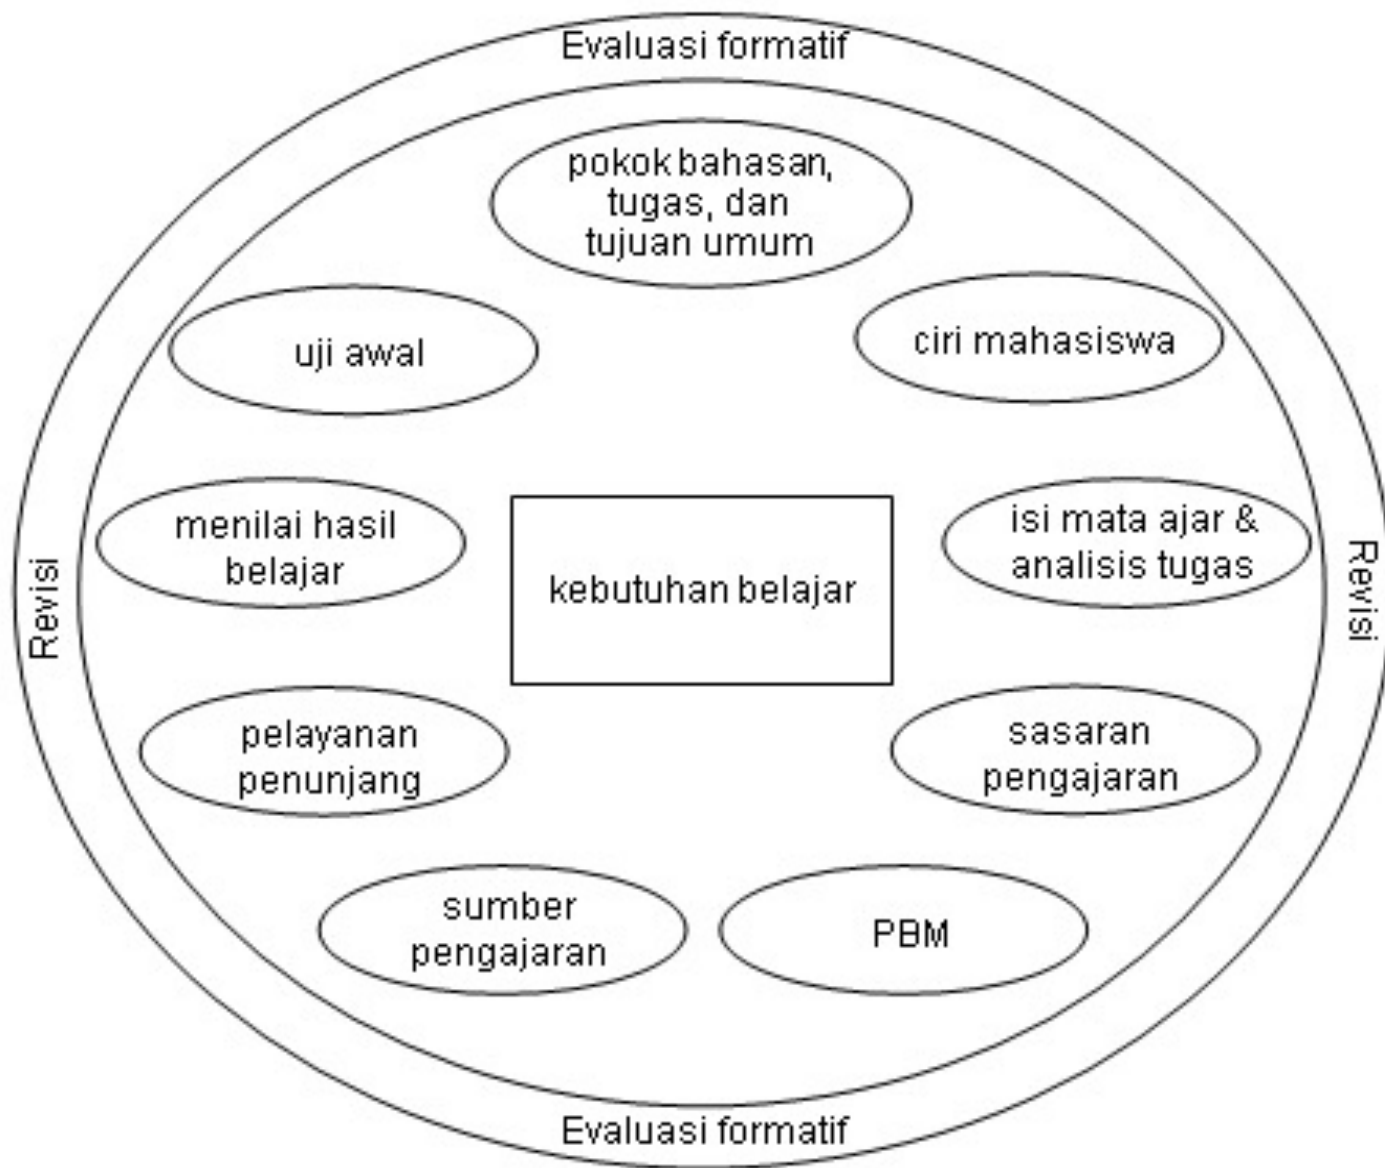 Evaluasi formatif
pokok bahasan,
tugas, dan
tujuan umum
uji awal
ciri mahasiswa
menilai hasil
belajar
kebutuhan belajar
isi mata ajar &
analisis tugas
Revisi
Revisi
pelayanan
penunjang
sasaran
pengajaran
sumber
pengajaran
PBM
Evaluasi formatif